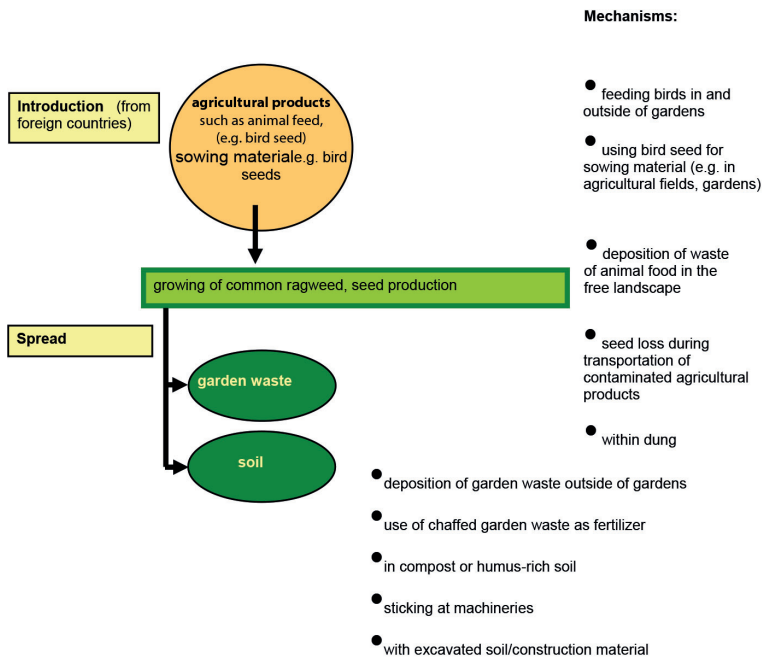 Mechanisms:
Introduction (from
foreign countries)
agricultural products
such as animal feed,
(e.g. bird seed)
sowing materiale.g. bird
seeds
● feeding birds in and
outside of gardens
● using bird seed for
sowing material (e.g. in
agricultural fields, gardens)
● deposition of waste
of animal food in the
free landscape
● seed loss during
transportation of
contaminated agricultural
products
● within dung
growing of common ragweed, seed production
Spread
garden waste
soil
● deposition of garden waste outside of gardens
● use of chaffed garden waste as fertilizer
● in compost or humus-rich soil
● sticking at machineries
● with excavated soil/construction material